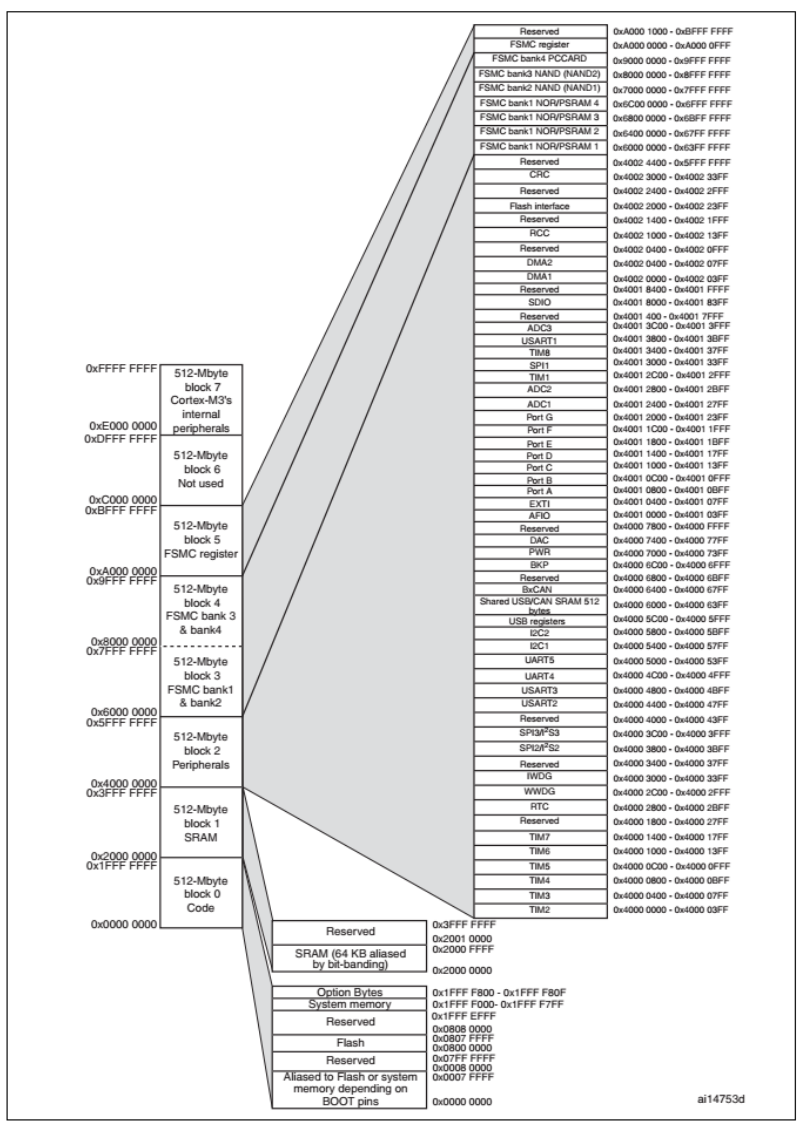 Reserved 0xA000 1000 - 0xBFFF FFFF
FSMC register 0xA000 0000 - 0xA000 0FFF
FSMC bank4 PCCARD 0x9000 0000 - 0x9FFF FFFF
FSMC bank3 NAND (NAND2) 0x8000 0000 - 0x8FFF FFFF
FSMC bank2 NAND (NAND1) 0x7000 0000 - 0x7FFF FFFF
FSMC bank1 NOR/PSRAM 4 0x6C00 0000 - 0x6FFF FFFF
FSMC bank1 NOR/PSRAM 3 0x6800 0000 - 0x6BFF FFFF
FSMC bank1 NOR/PSRAM 2 0x6400 0000 - 0x67FF FFFF
FSMC bank1 NOR/PSRAM 1 0x6000 0000 - 0x63FF FFFF
Reserved 0x4002 4400 - 0x5FFF FFFF
CRC 0x4002 3000 - 0x4002 33FF
Reserved 0x4002 2400 - 0x4002 2FFF
Flash interface 0x4002 2000 - 0x4002 23FF
Reserved 0x4002 1400 - 0x4002 1FFF
RCC 0x4002 1000 - 0x4002 13FF
Reserved 0x4002 0400 - 0x4002 0FFF
DMA2 0x4002 0400 - 0x4002 07FF
DMA1 0x4002 0000 - 0x4002 03FF
Reserved 0x4001 8400 - 0x4001 FFFF
SDIO 0x4001 8000 - 0x4001 83FF
Reserved 0x4001 400 - 0x4001 7FFF
ADC3 0x4001 3C00 - 0x4001 3FFF
USART1 0x4001 3800 - 0x4001 3BFF
TIM8 0x4001 3400 - 0x4001 37FF
SPI1 0x4001 3000 - 0x4001 33FF
TIM1 0x4001 2C00 - 0x4001 2FFF
ADC2 0x4001 2800 - 0x4001 2BFF
ADC1 0x4001 2400 - 0x4001 27FF
Port G 0x4001 2000 - 0x4001 23FF
Port F 0x4001 1C00 - 0x4001 1FFF
Port E 0x4001 1800 - 0x4001 1BFF
Port D 0x4001 1400 - 0x4001 17FF
Port C 0x4001 1000 - 0x4001 13FF
Port B 0x4001 0C00 - 0x4001 0FFF
Port A 0x4001 0800 - 0x4001 0BFF
EXTI 0x4001 0400 - 0x4001 07FF
AFIO 0x4001 0000 - 0x4001 03FF
Reserved 0x4000 7800 - 0x4000 FFFF
DAC 0x4000 7400 - 0x4000 77FF
PWR 0x4000 7000 - 0x4000 73FF
BKP 0x4000 6C00 - 0x4000 6FFF
Reserved 0x4000 6800 - 0x4000 6BFF
BxCAN 0x4000 6400 - 0x4000 67FF
Shared USB/CAN SRAM 512
bytes 0x4000 6000 - 0x4000 63FF
USB registers 0x4000 5C00 - 0x4000 5FFF
I2C2 0x4000 5800 - 0x4000 5BFF
I2C1 0x4000 5400 - 0x4000 57FF
UART5 0x4000 5000 - 0x4000 53FF
UART4 0x4000 4C00 - 0x4000 4FFF
USART3 0x4000 4800 - 0x4000 4BFF
USART2 0x4000 4400 - 0x4000 47FF
Reserved 0x4000 4000 - 0x4000 43FF
SPI3/I²S3 0x4000 3C00 - 0x4000 3FFF
SPI2/I²S2 0x4000 3800 - 0x4000 3BFF
Reserved 0x4000 3400 - 0x4000 37FF
IWDG 0x4000 3000 - 0x4000 33FF
WWDG 0x4000 2C00 - 0x4000 2FFF
RTC 0x4000 2800 - 0x4000 2BFF
Reserved 0x4000 1800 - 0x4000 27FF
TIM7 0x4000 1400 - 0x4000 17FF
TIM6 0x4000 1000 - 0x4000 13FF
TIM5 0x4000 0C00 - 0x4000 0FFF
TIM4 0x4000 0800 - 0x4000 0BFF
TIM3 0x4000 0400 - 0x4000 07FF
TIM2 0x4000 0000 - 0x4000 03FF
0xFFFF FFFF
512-Mbyte
block 7
Cortex-M3's
internal
peripherals
0xE000 0000
0xDFFF FFFF
512-Mbyte
block 6
Not used
0xC000 0000
0xBFFF FFFF
512-Mbyte
block 5
FSMC register
0xA000 0000
0x9FFF FFFF
512-Mbyte
block 4
FSMC bank 3
& bank4
0x8000 0000
0x7FFF FFFF
512-Mbyte
block 3
FSMC bank1
& bank2
0x6000 0000
0x5FFF FFFF
512-Mbyte
block 2
Peripherals
0x4000 0000
0x3FFF FFFF
512-Mbyte
block 1
SRAM
0x2000 0000
0x1FFF FFFF
512-Mbyte
block 0
Code
0x0000 0000
0x3FFF FFFF
Reserved
0x2001 0000
0x2000 FFFF
SRAM (64 KB aliased
by bit-banding)
0x2000 0000
Option Bytes 0x1FFF F800 - 0x1FFF F80F
System memory 0x1FFF F000- 0x1FFF F7FF
0x1FFF EFFF
Reserved
0x0808 0000
0x0807 FFFF
Flash
0x0800 0000
0x07FF FFFF
Reserved
0x0008 0000
0x0007 FFFF
Aliased to Flash or system
memory depending on
BOOT pins
0x0000 0000
ai14753d